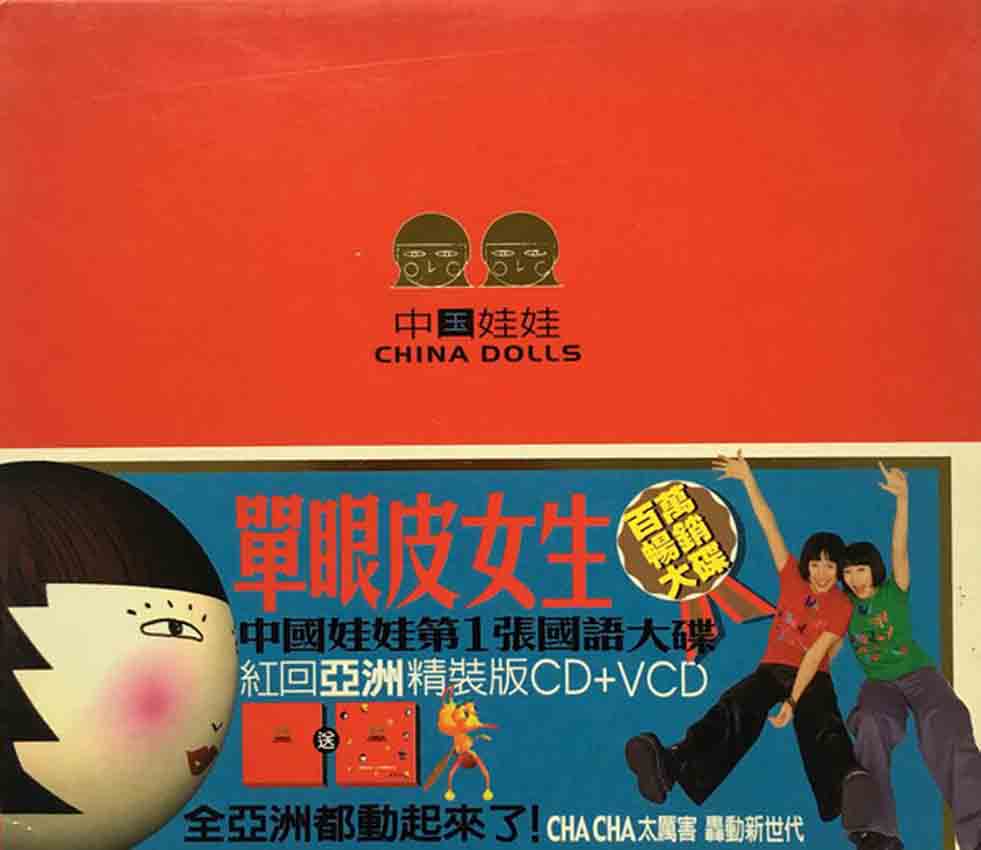 中国娃娃
CHINA DOLLS
單眼皮女生
百萬
暢銷
大碟
中國娃娃第1張國語大碟
紅回亞洲精裝版CD+VCD
送
全亞洲都動起來了!CHA CHA太厲害 轟動新世代